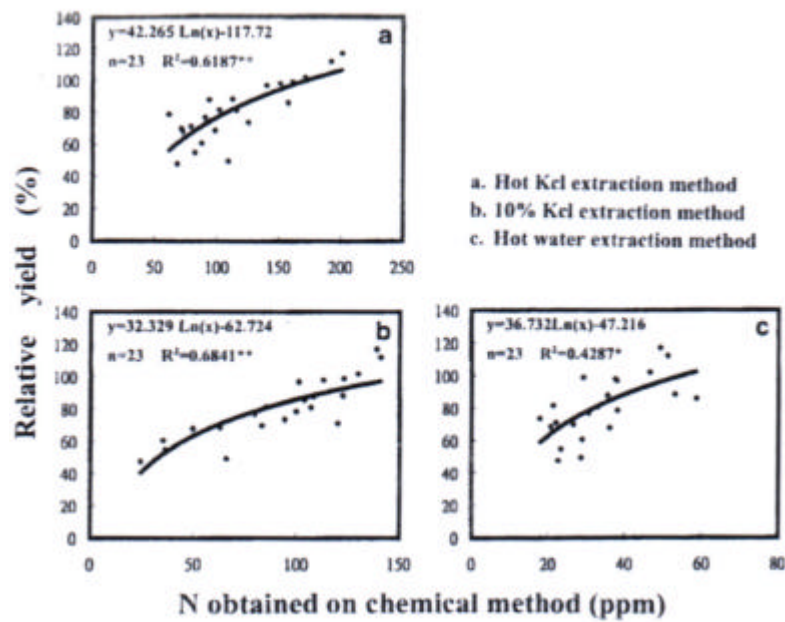 Relative yield (%)
140
120
100
80
60
40
20
0
y=42.265 Ln(x)-117.72
n=23 R²=0.6187**
a
0 50 100 150 200 250
a. Hot Kcl extraction method
b. 10% Kcl extraction method
c. Hot water extraction method
140
120
100
80
60
40
20
0
y=32.329 Ln(x)-62.724
n=23 R²=0.6841**
b
0 50 100 150
140
120
100
80
60
40
20
0
y=36.732Ln(x)-47.216
n=23 R²=0.4287*
c
0 20 40 60 80
N obtained on chemical method (ppm)